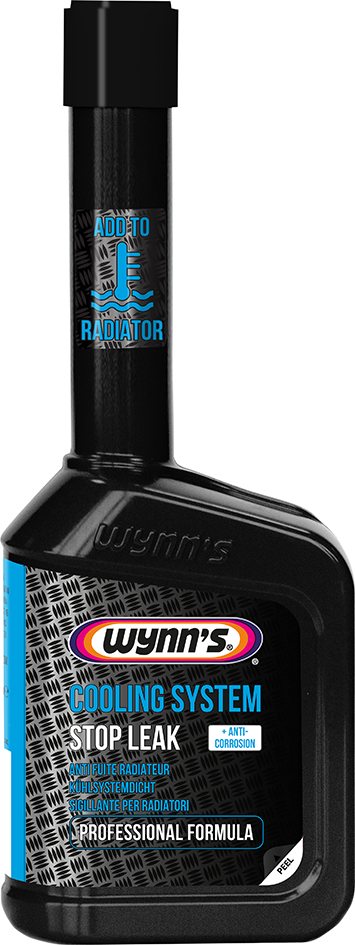 ADD TO
RADIATOR
wynn's
WYNN'S®
®
COOLING SYSTEM
STOP LEAK
+ ANTI-
CORROSION
ANTI FUITE RADIATEUR
KÜHLSYSTEMDICHT
SIGILLANTE PER RADIATORI
PROFESSIONAL FORMULA
PEEL